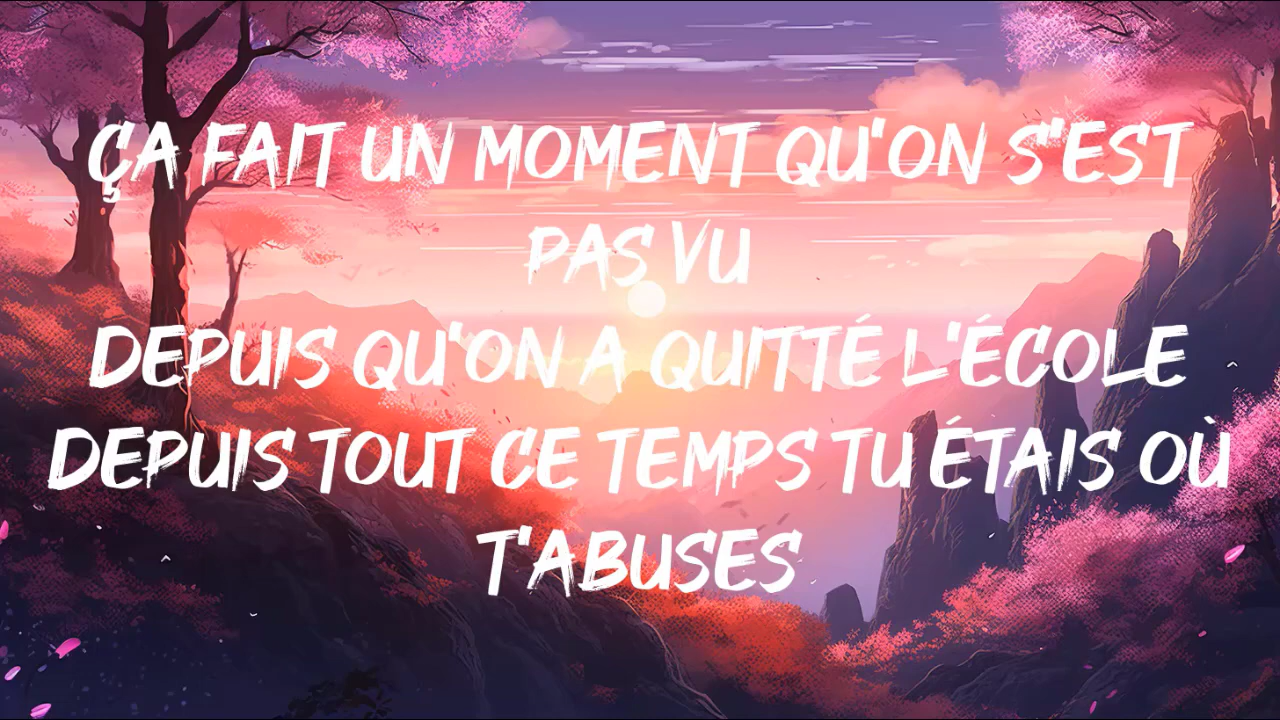 ÇA FAIT UN MOMENT QU'ON S'EST
PAS VU
DEPUIS QU'ON A QUITTÉ L'ÉCOLE
DEPUIS TOUT CE TEMPS TU ÉTAIS OÙ
T'ABUSES